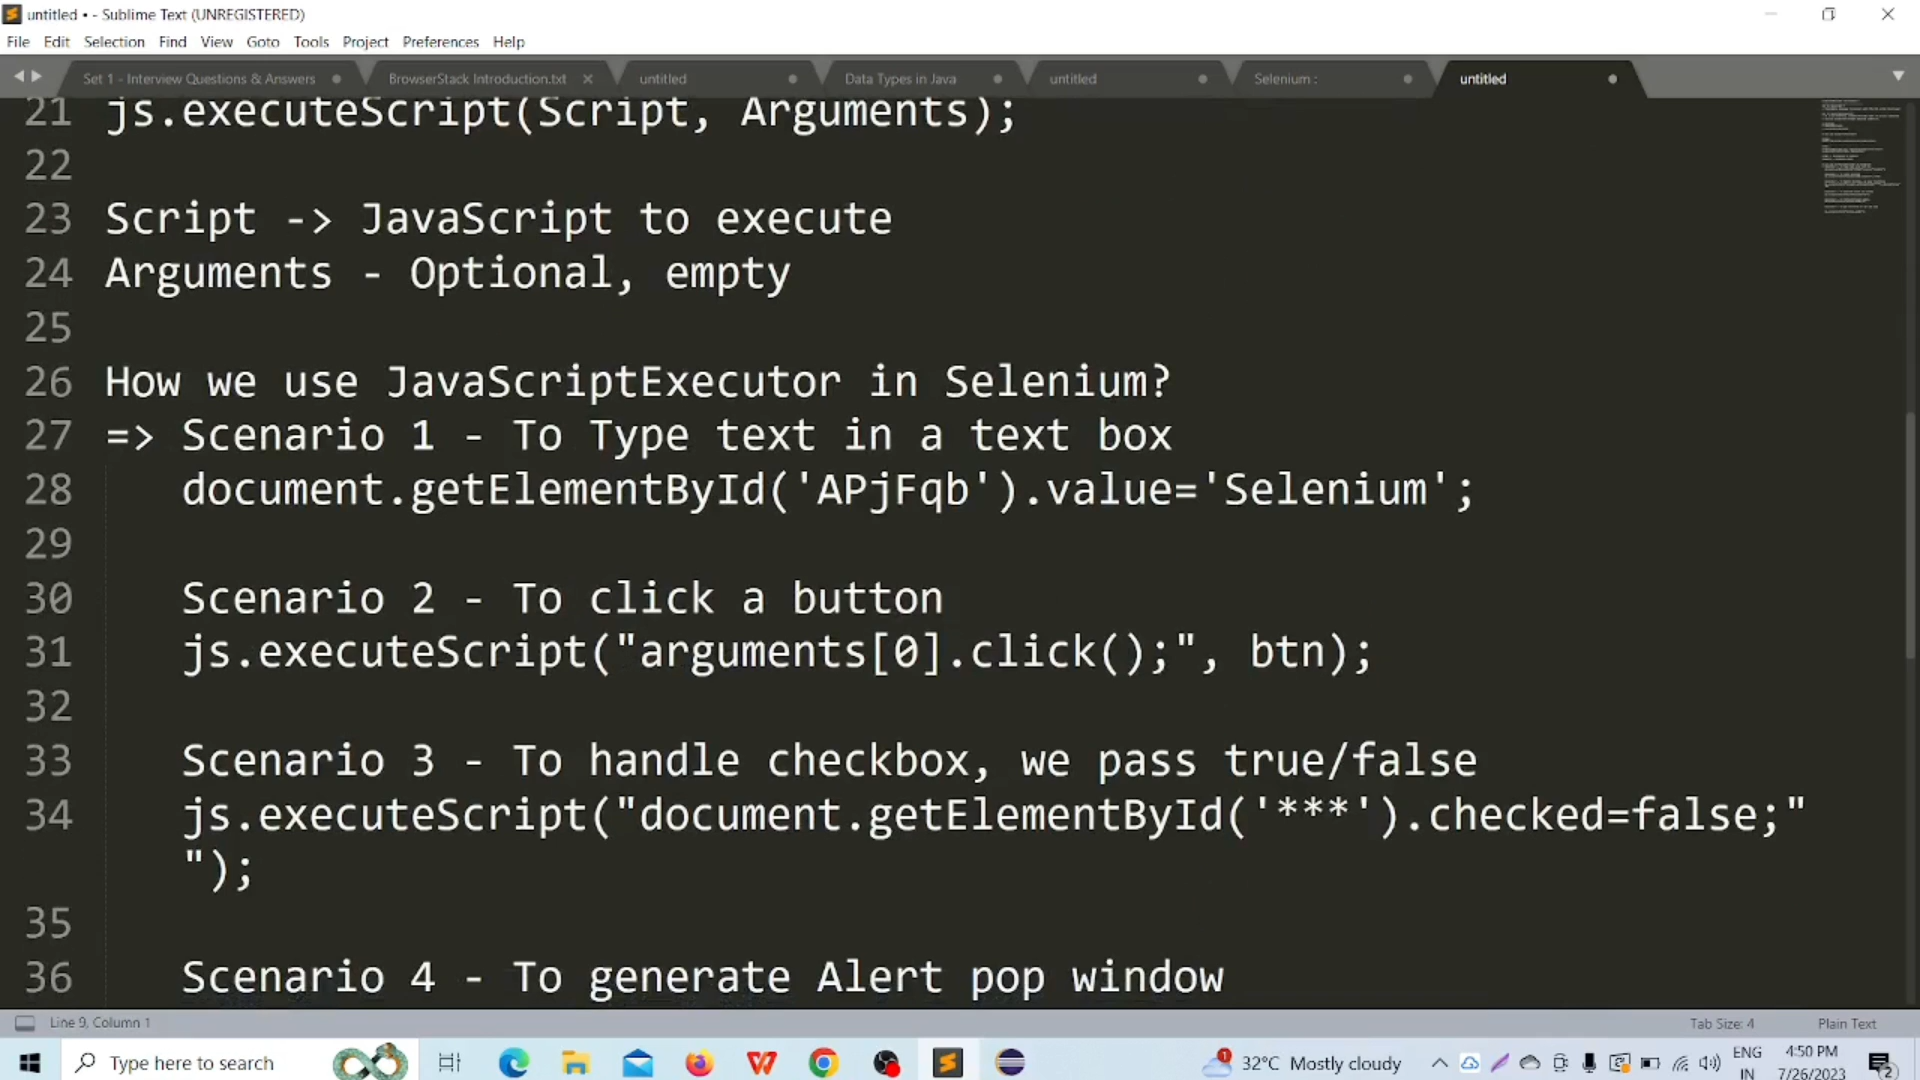 untitled • - Sublime Text (UNREGISTERED)
File Edit Selection Find View Goto Tools Project Preferences Help
Set 1 - Interview Questions & Answers BrowserStack Introduction.txt untitled Data Types in Java untitled Selenium : untitled
21 js.executeScript(Script, Arguments);
22
23 Script -> JavaScript to execute
24 Arguments - Optional, empty
25
26 How we use JavaScriptExecutor in Selenium?
27 => Scenario 1 - To Type text in a text box
28 document.getElementById('APjFqb').value='Selenium';
29
30 Scenario 2 - To click a button
31 js.executeScript("arguments[0].click();", btn);
32
33 Scenario 3 - To handle checkbox, we pass true/false
34 js.executeScript("document.getElementById('***').checked=false;"
");
35
36 Scenario 4 - To generate Alert pop window
Line 9, Column 1 Tab Size: 4 Plain Text
Type here to search 1 32°C Mostly cloudy ENG 4:50 PM
IN 7/26/2023 2